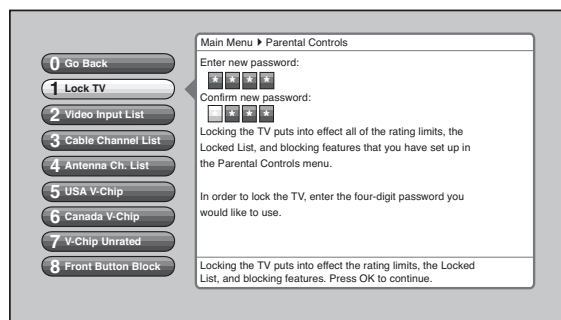 Main Menu ▶ Parental Controls
0 Go Back
1 Lock TV
2 Video Input List
3 Cable Channel List
4 Antenna Ch. List
5 USA V-Chip
6 Canada V-Chip
7 V-Chip Unrated
8 Front Button Block
Enter new password:
* * * *
Confirm new password:
* * * *
Locking the TV puts into effect all of the rating limits, the
Locked List, and blocking features that you have set up in
the Parental Controls menu.
In order to lock the TV, enter the four-digit password you
would like to use.
Locking the TV puts into effect the rating limits, the Locked
List, and blocking features. Press OK to continue.